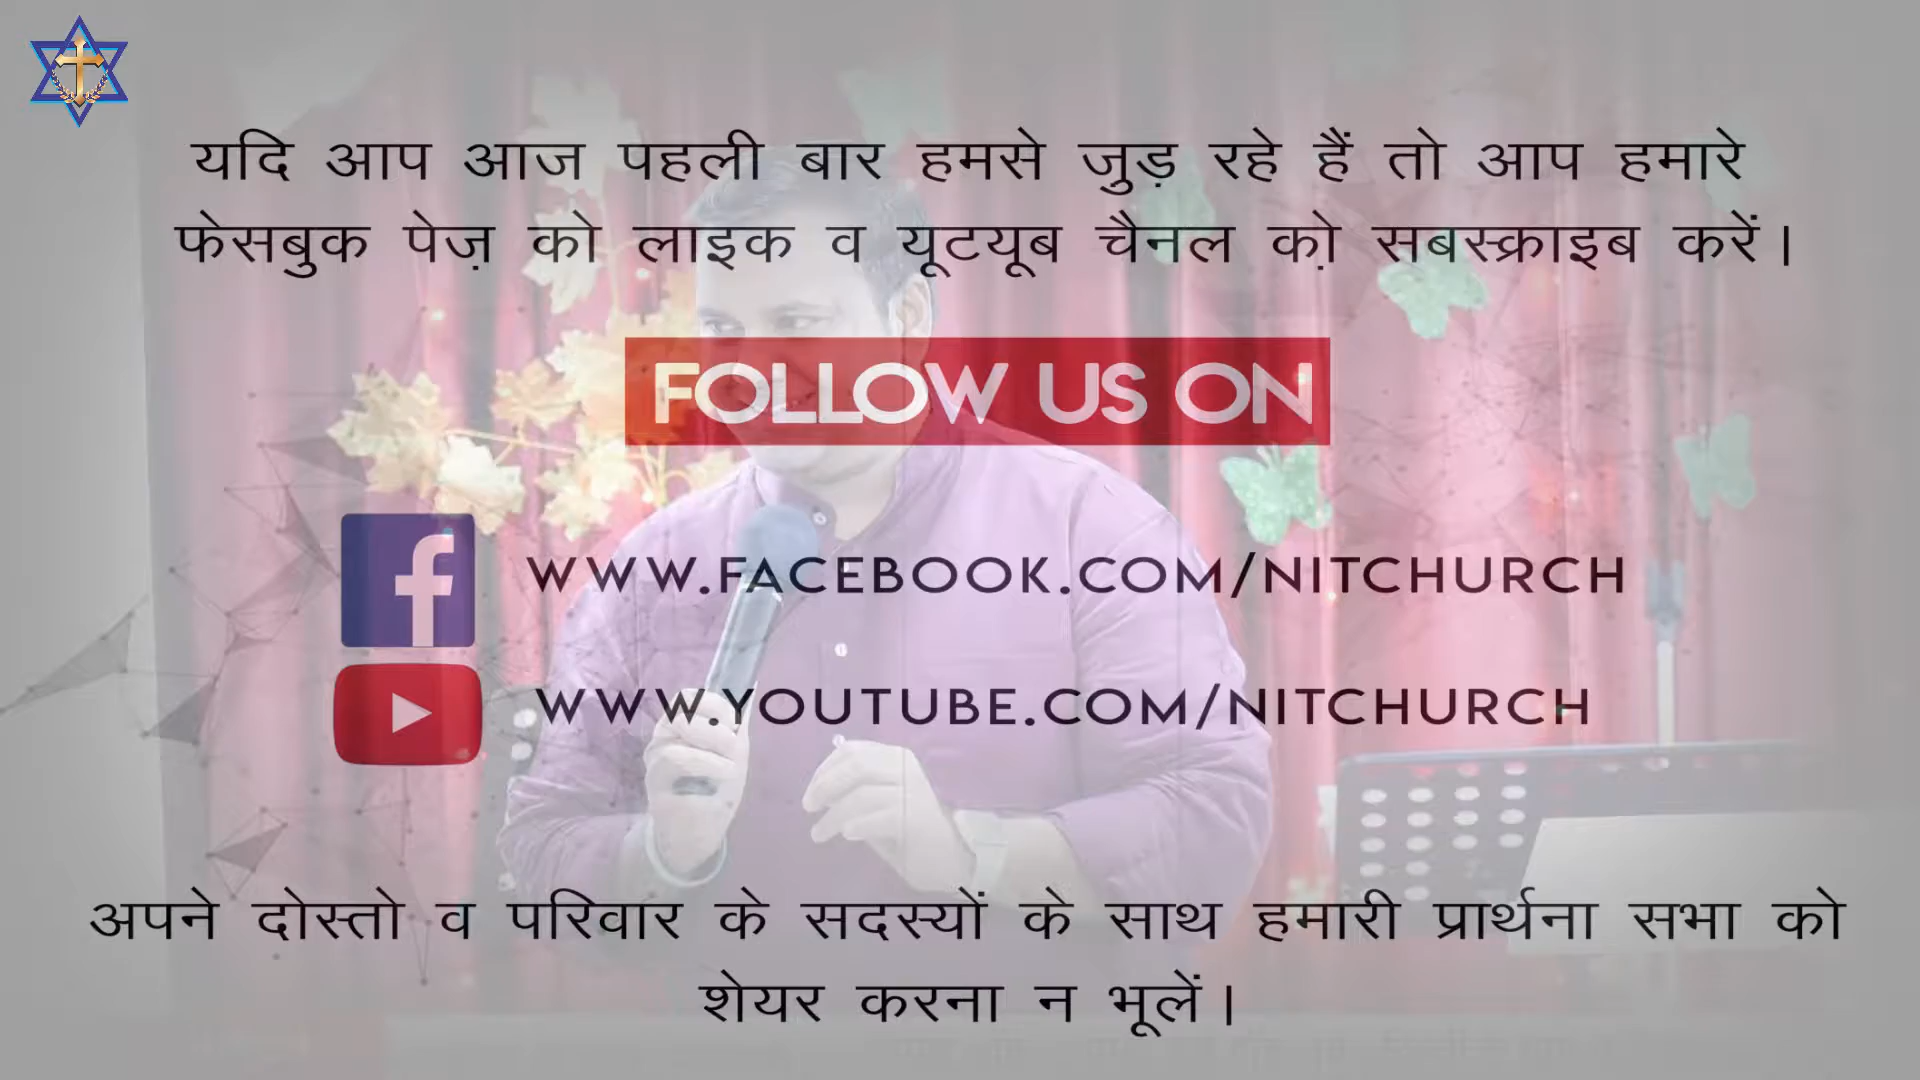 यदि आप आज पहली बार हमसे जुड़ रहे हैं तो आप हमारे
फेसबुक पेज़ को लाइक व यूटयूब चैनल को़ सबस्क्राइब करें।
FOLLOW US ON
WWW.FACEBOOK.COM/NITCHURCH
WWW.YOUTUBE.COM/NITCHURCH
अपने दोस्तो व परिवार के सदस्यों के साथ हमारी प्रार्थना सभा को
शेयर करना न भूलें।